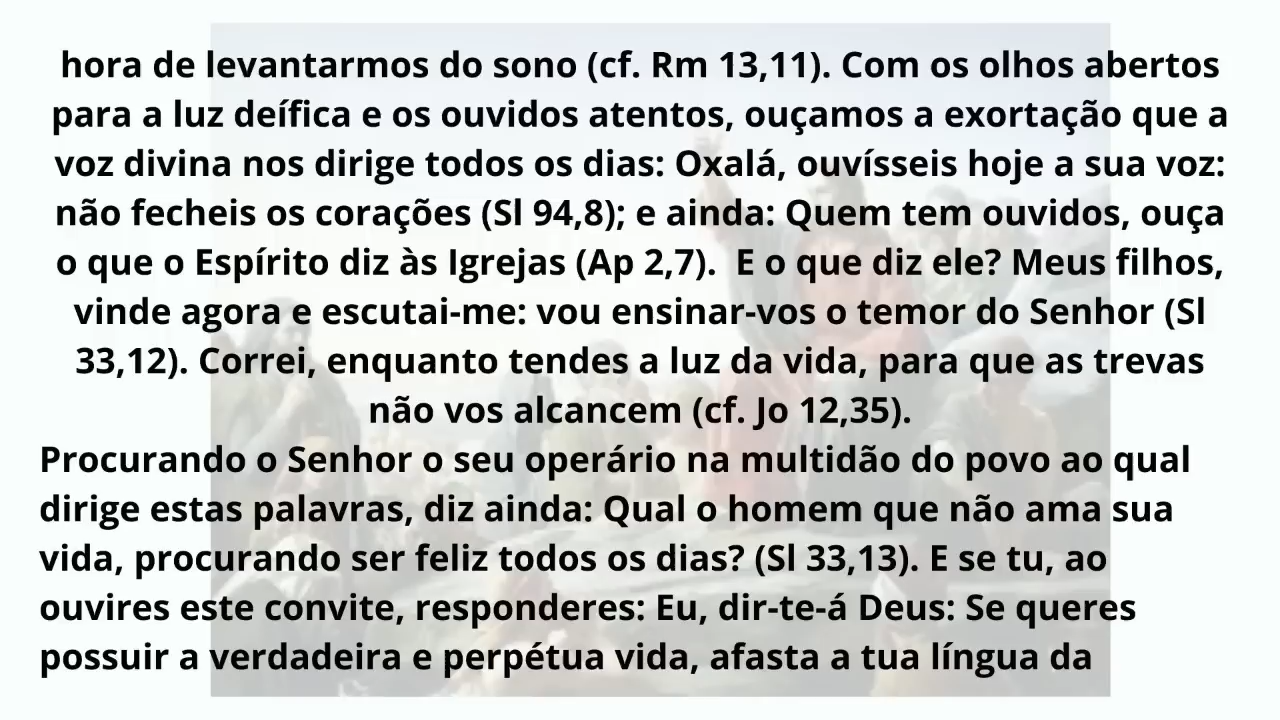 hora de levantarmos do sono (cf. Rm 13,11). Com os olhos abertos
para a luz deífica e os ouvidos atentos, ouçamos a exortação que a
voz divina nos dirige todos os dias: Oxalá, ouvísseis hoje a sua voz:
não fecheis os corações (Sl 94,8); e ainda: Quem tem ouvidos, ouça
o que o Espírito diz às Igrejas (Ap 2,7).  E o que diz ele? Meus filhos,
vinde agora e escutai-me: vou ensinar-vos o temor do Senhor (Sl
33,12). Correi, enquanto tendes a luz da vida, para que as trevas
não vos alcancem (cf. Jo 12,35).
Procurando o Senhor o seu operário na multidão do povo ao qual
dirige estas palavras, diz ainda: Qual o homem que não ama sua
vida, procurando ser feliz todos os dias? (Sl 33,13). E se tu, ao
ouvires este convite, responderes: Eu, dir-te-á Deus: Se queres
possuir a verdadeira e perpétua vida, afasta a tua língua da